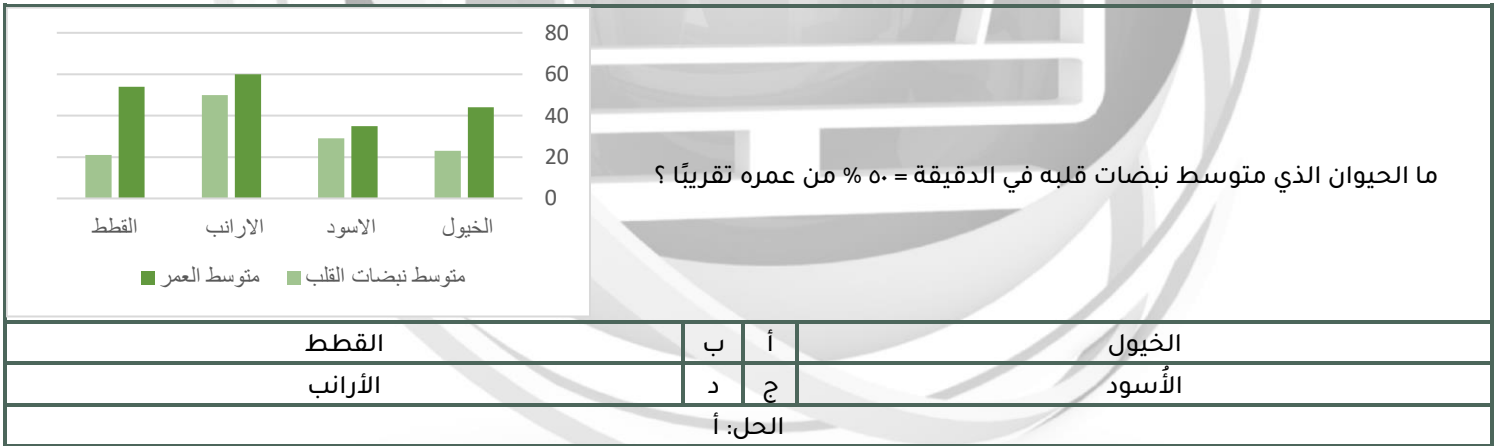 ما الحيوان الذي متوسط نبضات قلبه في الدقيقة = ٥٠ % من عمره تقريبًا ؟
80
60
40
20
0
الخيول
الاسود
الارانب
القطط
متوسط نبضات القلب
متوسط العمر
أ الخيول
ب القطط
ج الأُسود
د الأرانب
الحل: أ